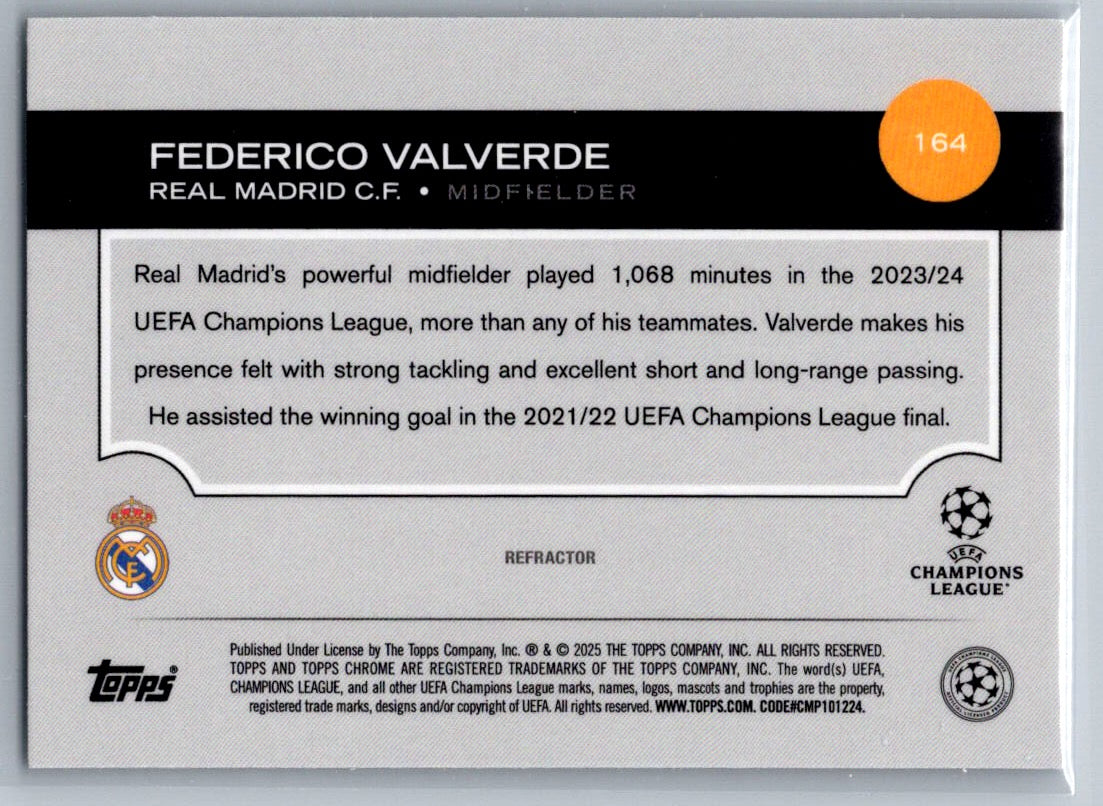 164
FEDERICO VALVERDE
REAL MADRID C.F. • MIDFIELDER
Real Madrid's powerful midfielder played 1,068 minutes in the 2023/24
UEFA Champions League, more than any of his teammates. Valverde makes his
presence felt with strong tackling and excellent short and long-range passing.
He assisted the winning goal in the 2021/22 UEFA Champions League final.
REFRACTOR
UEFA
CHAMPIONS
LEAGUE
Topps®
Published Under License by The Topps Company, Inc. ® & © 2025 THE TOPPS COMPANY, INC. ALL RIGHTS RESERVED.
TOPPS AND TOPPS CHROME ARE REGISTERED TRADEMARKS OF THE TOPPS COMPANY, INC. The word(s) UEFA,
CHAMPIONS LEAGUE, and all other UEFA Champions League marks, names, logos, mascots and trophies are the property,
registered trade marks, designs and/or copyright of UEFA. All rights reserved. WWW.TOPPS.COM. CODE#CMP101224.